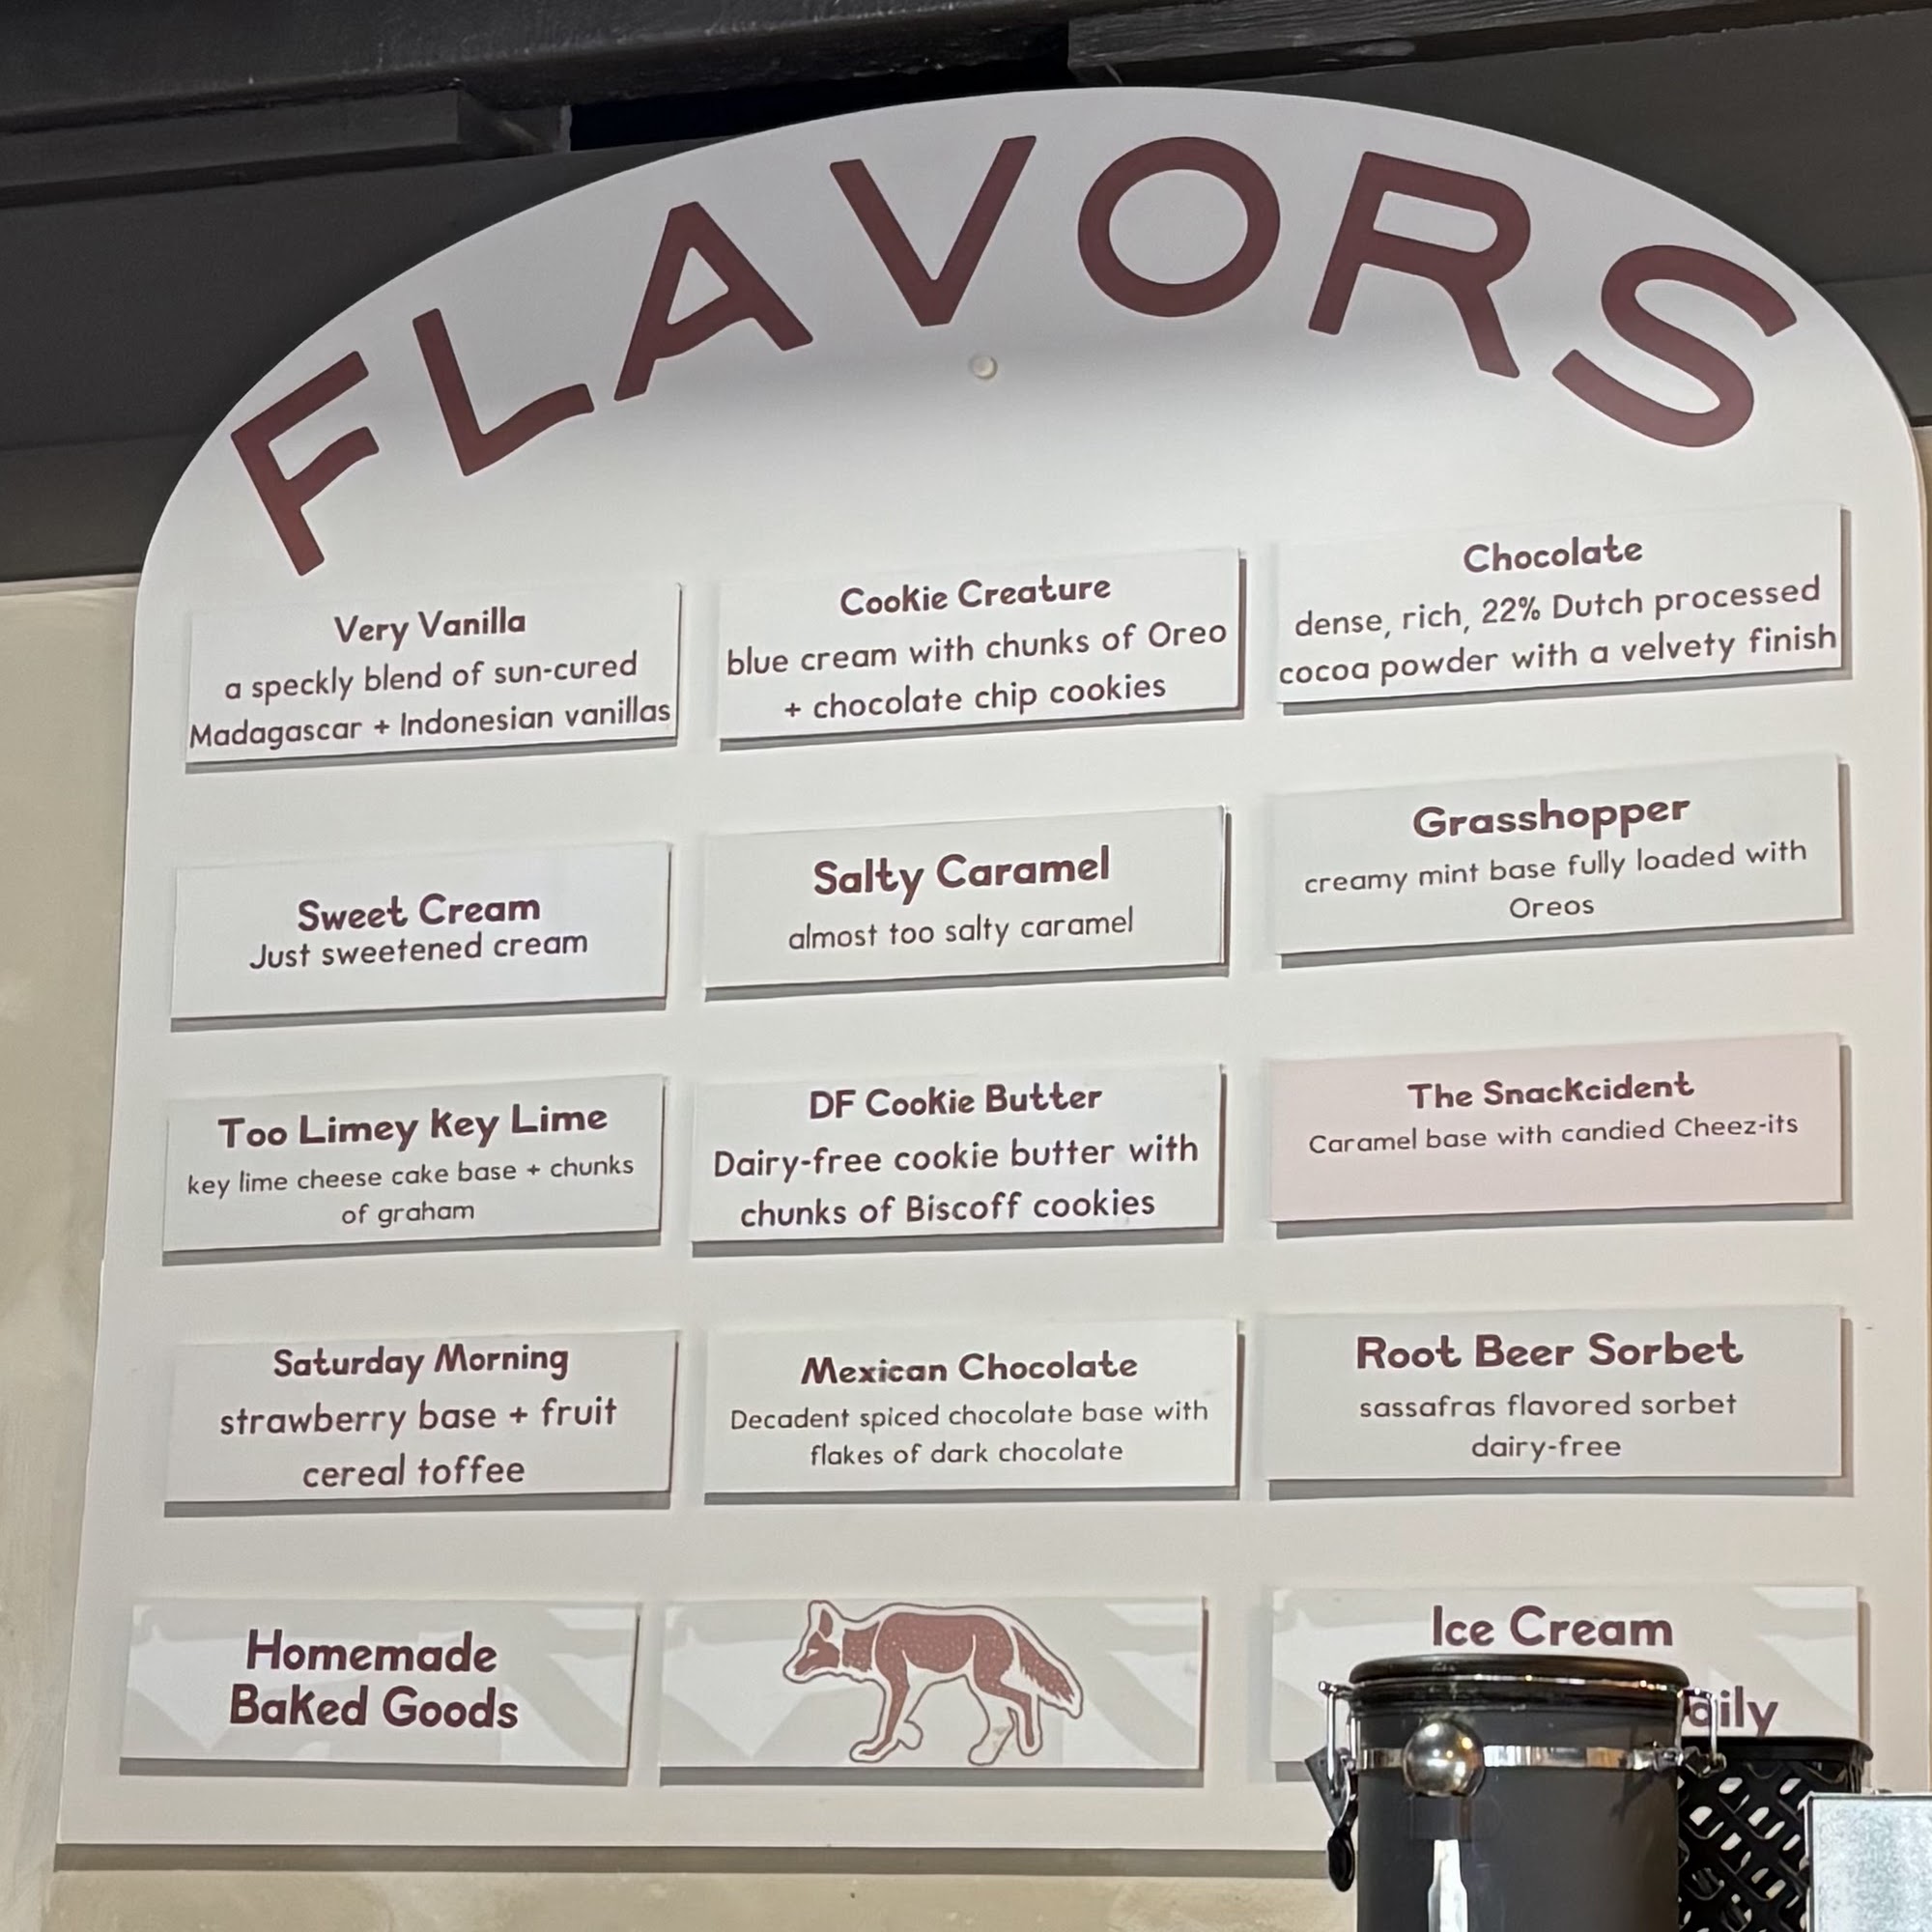 FLAVORS
Very Vanilla
a speckly blend of sun-cured
Madagascar + Indonesian vanillas
Cookie Creature
blue cream with chunks of Oreo
+ chocolate chip cookies
Chocolate
dense, rich, 22% Dutch processed
cocoa powder with a velvety finish
Sweet Cream
Just sweetened cream
Salty Caramel
almost too salty caramel
Grasshopper
creamy mint base fully loaded with
Oreos
Too Limey Key Lime
key lime cheese cake base + chunks
of graham
DF Cookie Butter
Dairy-free cookie butter with
chunks of Biscoff cookies
The Snackcident
Caramel base with candied Cheez-its
Saturday Morning
strawberry base + fruit
cereal toffee
Mexican Chocolate
Decadent spiced chocolate base with
flakes of dark chocolate
Root Beer Sorbet
sassafras flavored sorbet
dairy-free
Homemade
Baked Goods
Ice Cream